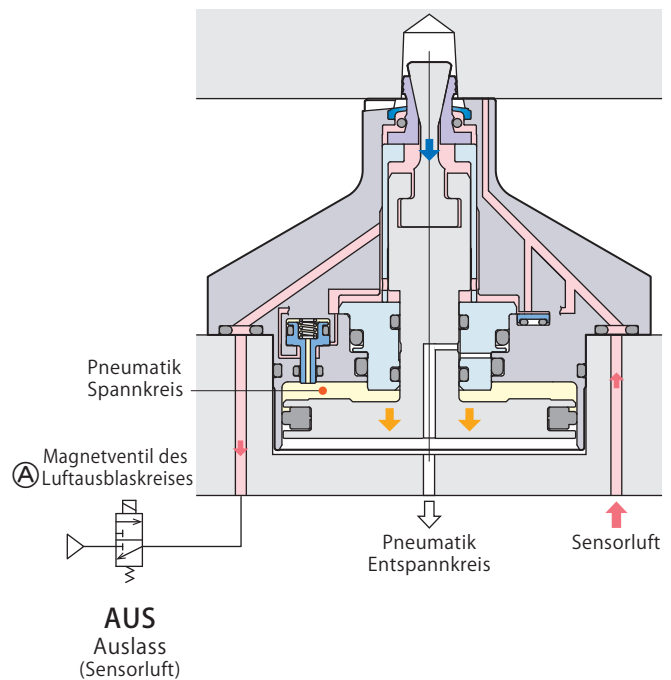 Pneumatik
Spannkreis
Magnetventil des
Ⓐ Luftausblaskreises
Pneumatik
Entspannkreis
Sensorluft
AUS
Auslass
(Sensorluft)